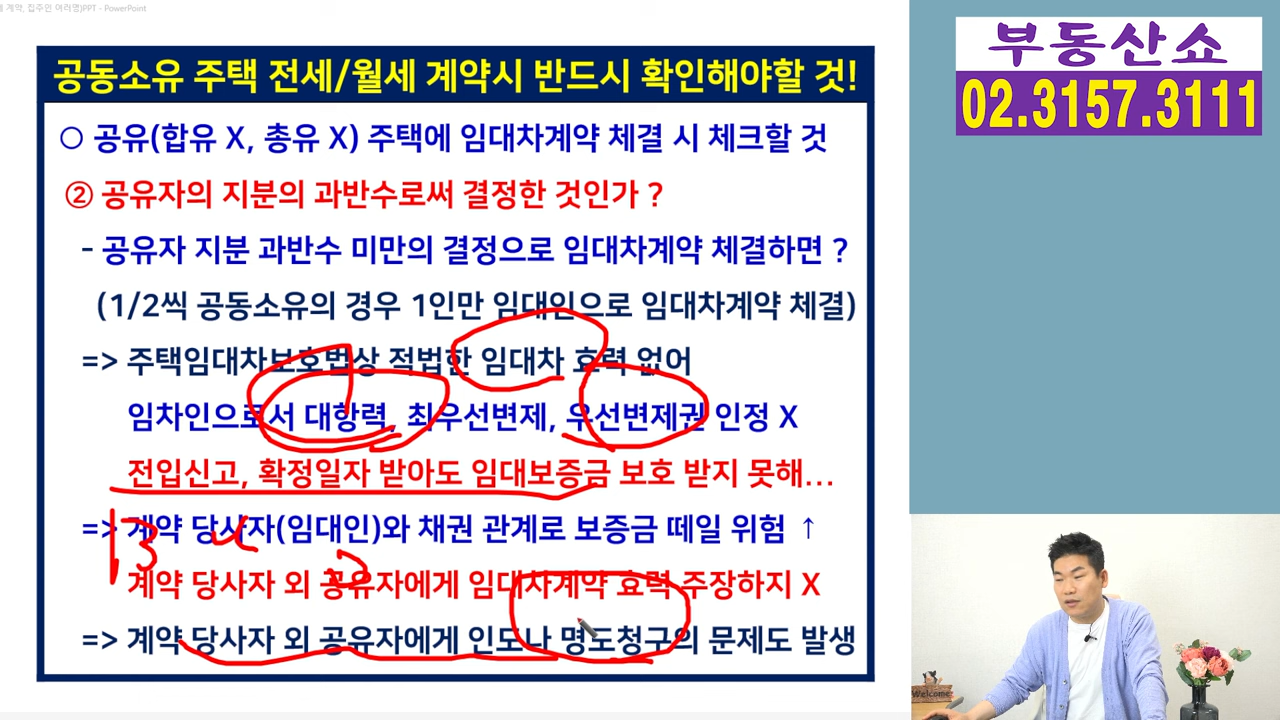 계약, 집주인 여러명)PPT - PowerPoint
부동산쇼
02.3157.3111
공동소유 주택 전세/월세 계약시 반드시 확인해야할 것!
○ 공유(합유 X, 총유 X) 주택에 임대차계약 체결 시 체크할 것
② 공유자의 지분의 과반수로써 결정한 것인가 ?
- 공유자 지분 과반수 미만의 결정으로 임대차계약 체결하면 ?
(1/2씩 공동소유의 경우 1인만 임대인으로 임대차계약 체결)
=> 주택임대차보호법상 적법한 임대차 효력 없어
임차인으로서 대항력, 최우선변제, 우선변제권 인정 X
전입신고, 확정일자 받아도 임대보증금 보호 받지 못해...
=> 계약 당사자(임대인)와 채권 관계로 보증금 떼일 위험 ↑
계약 당사자 외 공유자에게 임대차계약 효력 주장하지 X
=> 계약 당사자 외 공유자에게 인도나 명도청구의 문제도 발생
Welcome